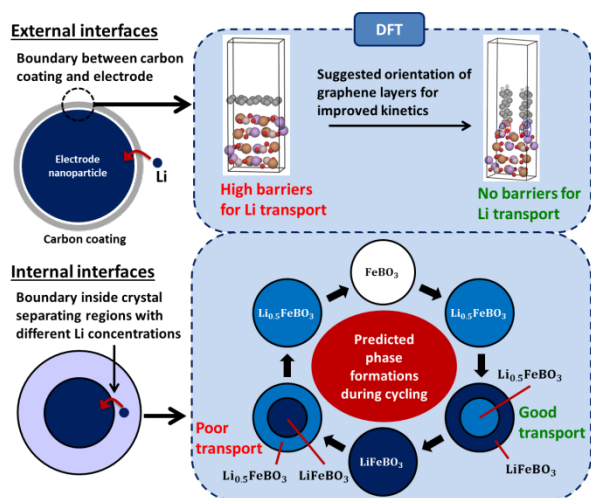 External interfaces
Boundary between carbon
coating and electrode
Electrode
nanoparticle
Li
Carbon coating
DFT
Suggested orientation of
graphene layers for
improved kinetics
High barriers
for Li transport
No barriers for
Li transport
Internal interfaces
Boundary inside crystal
separating regions with
different Li concentrations
FeBO₃
Li₀.₅FeBO₃
Li₀.₅FeBO₃
Predicted
phase
formations
during cycling
Li₀.₅FeBO₃
Poor
transport
Good
transport
Li₀.₅FeBO₃
LiFeBO₃
LiFeBO₃
LiFeBO₃